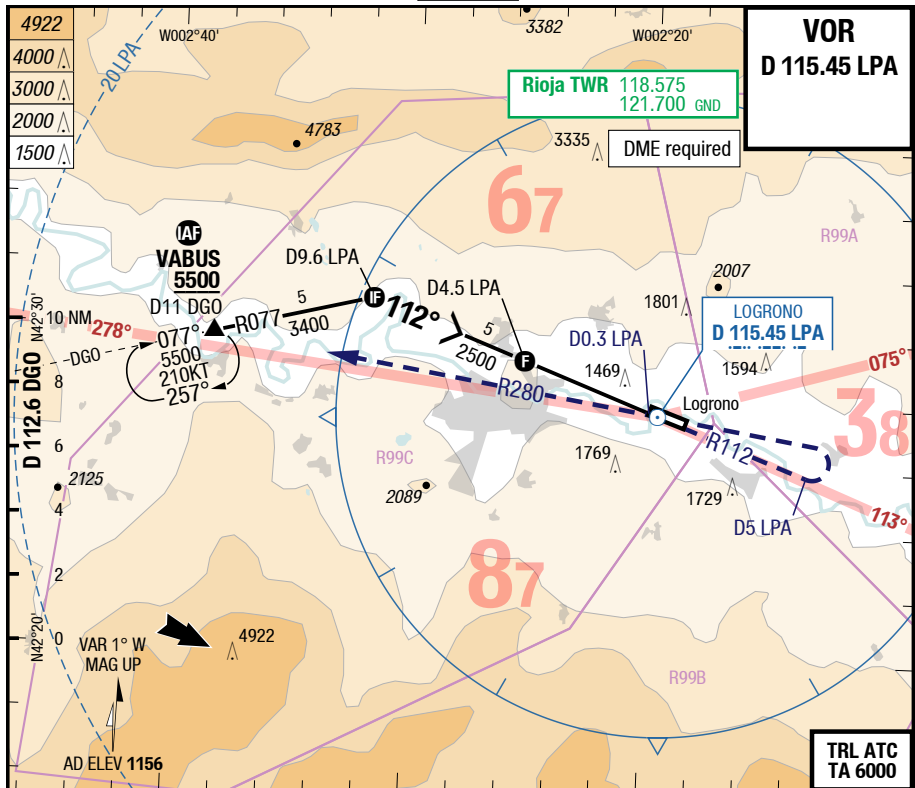 4922
4000
3000
2000
1500
W002°40'
3382
W002°20'
VOR
D 115.45 LPA
20 LPA
Rioja TWR 118.575
121.700 GND
4783
3335
DME required
67
R99A
IAF
VABUS
5500
D11 DGO
D9.6 LPA
IF
D4.5 LPA
2007
N42°30'
10 NM
278°
R077
5
3400
112°
5
2500
F
1801
LOGRONO
D 115.45 LPA
D0.3 LPA
DGO
077°
5500
210KT
257°
D 112.6 DGO
8
1469
1594
075°
R280
Logrono
38
6
R99C
1769
R112
2125
2089
1729
4
D5 LPA
113°
87
2
N42°20'
0
VAR 1° W
MAG UP
4922
R99B
AD ELEV 1156
TRL ATC
TA 6000